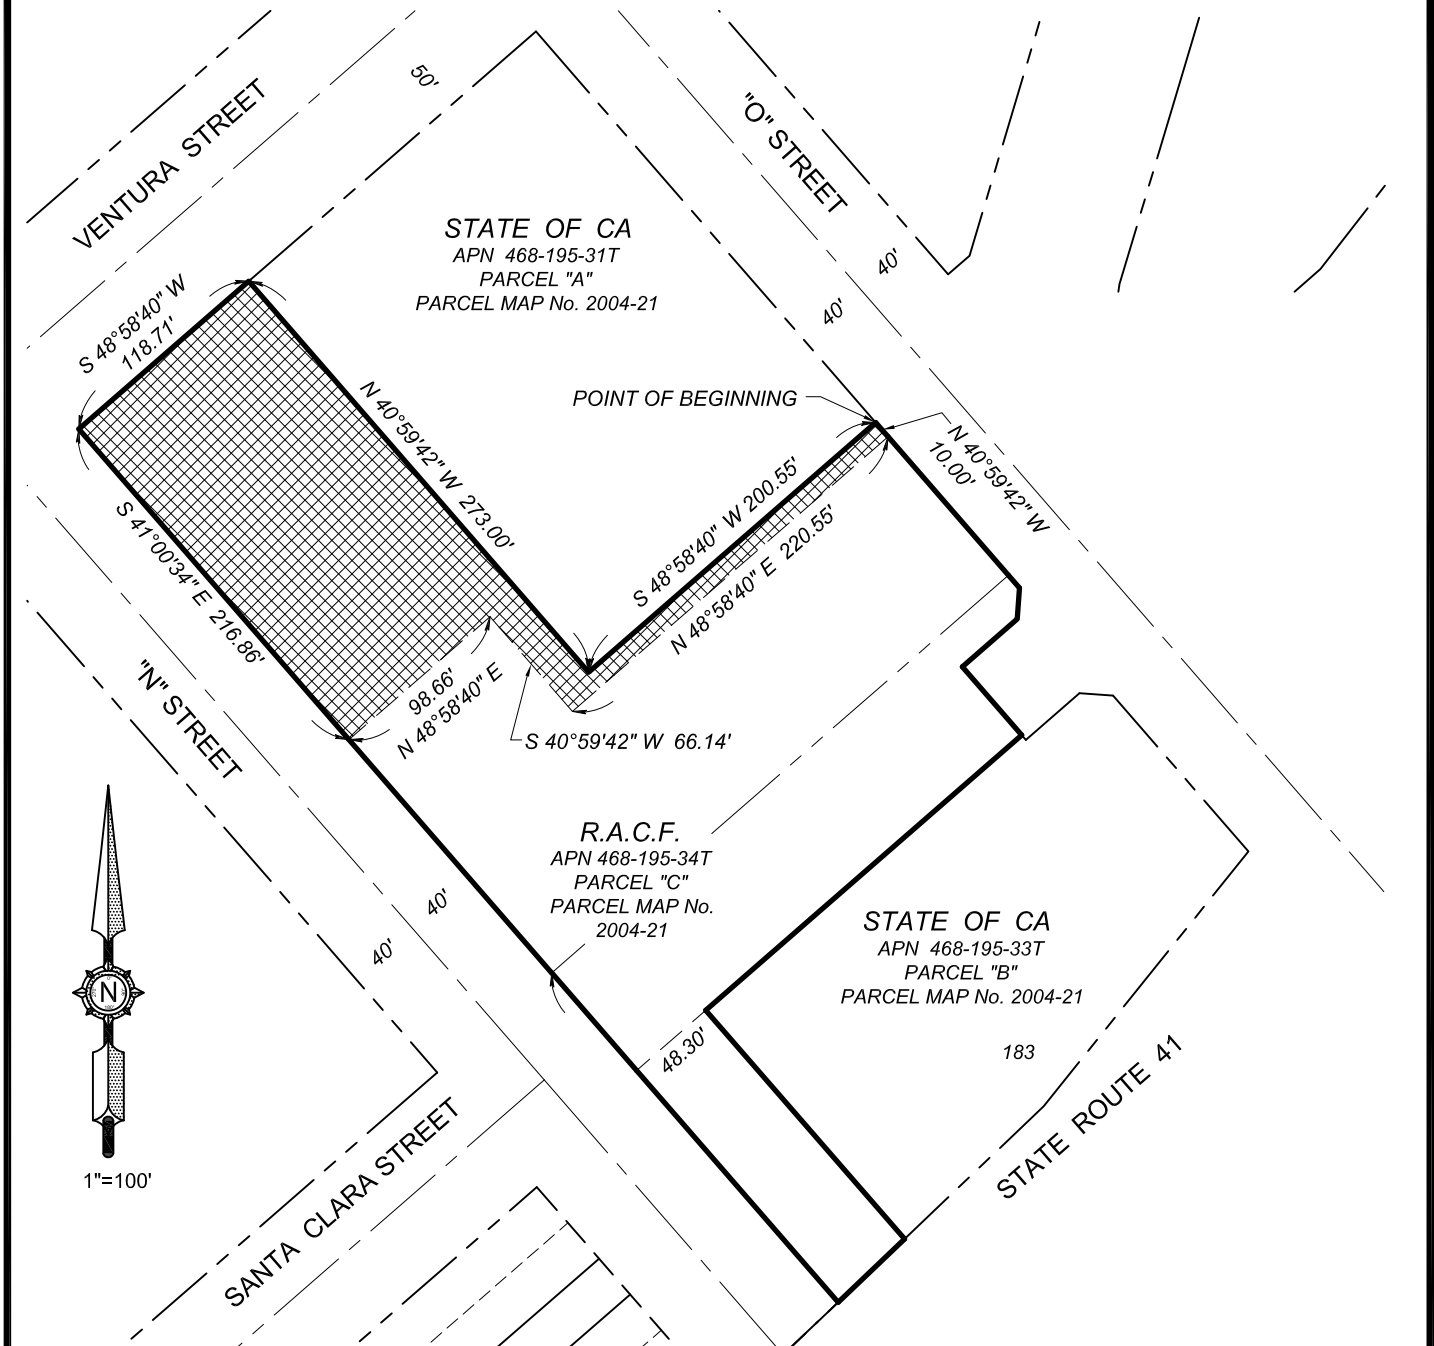 50'
VENTURA STREET
"O" STREET
STATE OF CA
APN 468-195-31T
PARCEL "A"
PARCEL MAP No. 2004-21
40'
40'
S 48°58'40" W
118.71'
N 40°59'42" W 273.00'
POINT OF BEGINNING
N 40°59'42" W
10.00'
S 48°58'40" W 200.55'
N 48°58'40" E 220.55'
S 41°00'34" E 216.86'
98.66'
N 48°58'40" E
S 40°59'42" W 66.14'
"N" STREET
R.A.C.F.
APN 468-195-34T
PARCEL "C"
PARCEL MAP No.
2004-21
40'
40'
STATE OF CA
APN 468-195-33T
PARCEL "B"
PARCEL MAP No. 2004-21
183
48.30'
STATE ROUTE 41
N
1"=100'
SANTA CLARA STREET